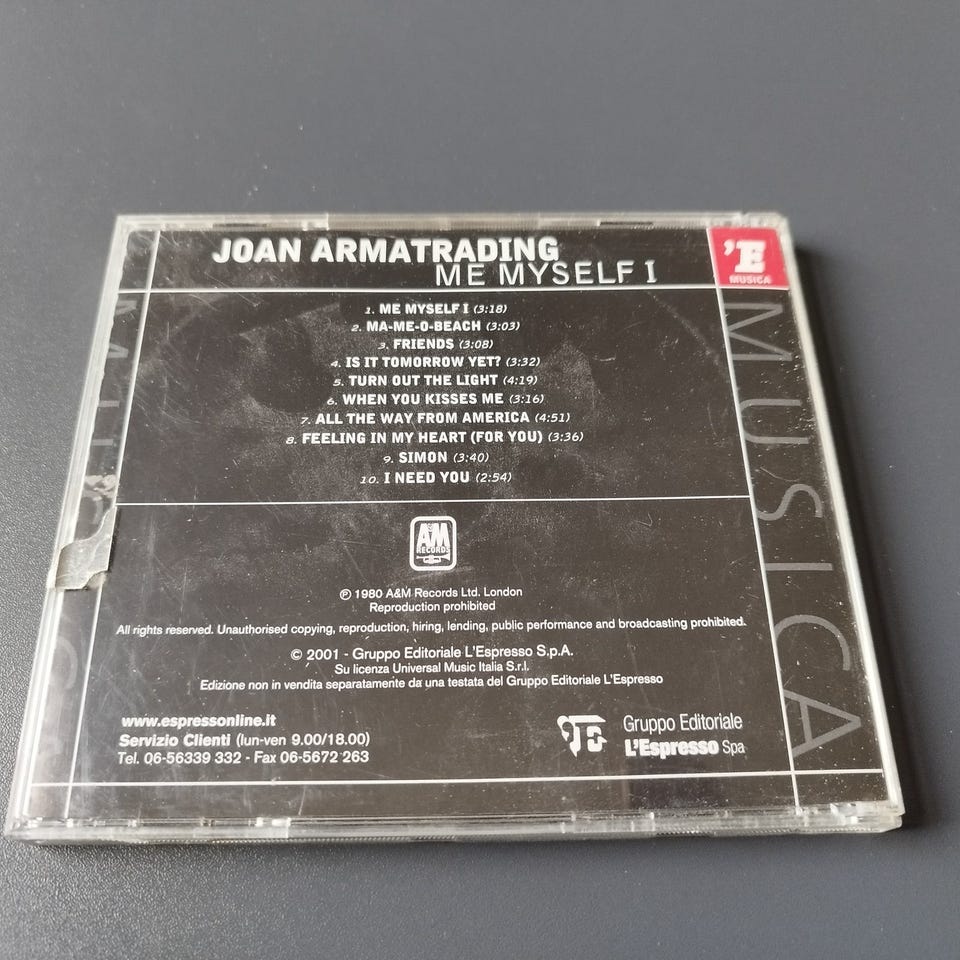 JOAN ARMATRADING
ME MYSELF I
'E
MUSICA
1. ME MYSELF I (3:18)
2. MA-ME-O-BEACH (3:03)
3. FRIENDS (3:08)
4. IS IT TOMORROW YET? (3:32)
5. TURN OUT THE LIGHT (4:19)
6. WHEN YOU KISSES ME (3:16)
7. ALL THE WAY FROM AMERICA (4:51)
8. FEELING IN MY HEART (FOR YOU) (3:36)
9. SIMON (3:40)
10. I NEED YOU (2:54)
A&M
RECORDS
℗ 1980 A&M Records Ltd. London
Reproduction prohibited
All rights reserved. Unauthorised copying, reproduction, hiring, lending, public performance and broadcasting prohibited.
© 2001 - Gruppo Editoriale L'Espresso S.p.A.
Su licenza Universal Music Italia S.r.l.
Edizione non in vendita separatamente da una testata del Gruppo Editoriale L'Espresso
www.espressonline.it
Servizio Clienti (lun-ven 9.00/18.00)
Tel. 06-56339 332 - Fax 06-5672 263
Gruppo Editoriale
L'Espresso Spa
MUSICA